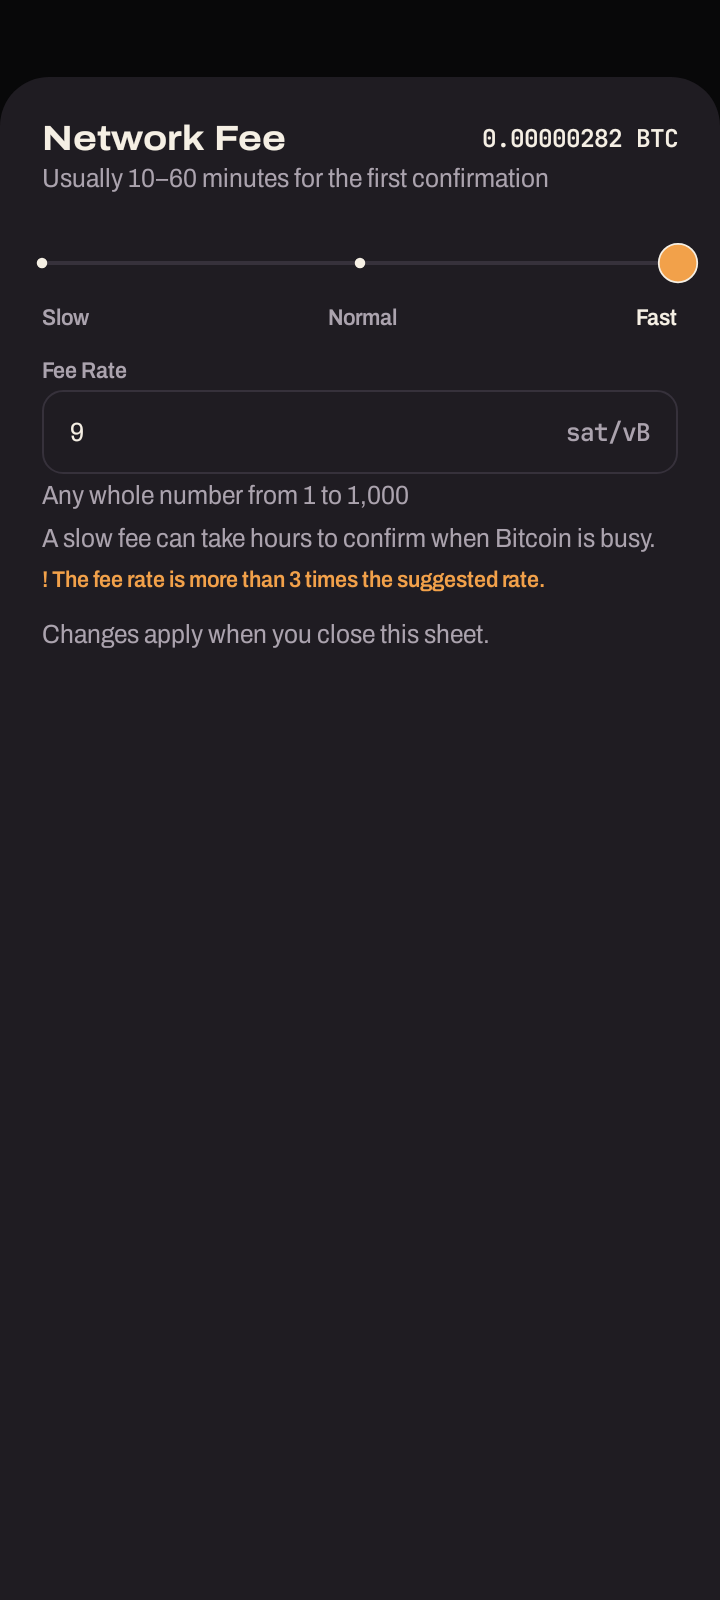 Network Fee
0.00000282 BTC
Usually 10–60 minutes for the first confirmation
Slow
Normal
Fast
Fee Rate
9
sat/vB
Any whole number from 1 to 1,000
A slow fee can take hours to confirm when Bitcoin is busy.
! The fee rate is more than 3 times the suggested rate.
Changes apply when you close this sheet.